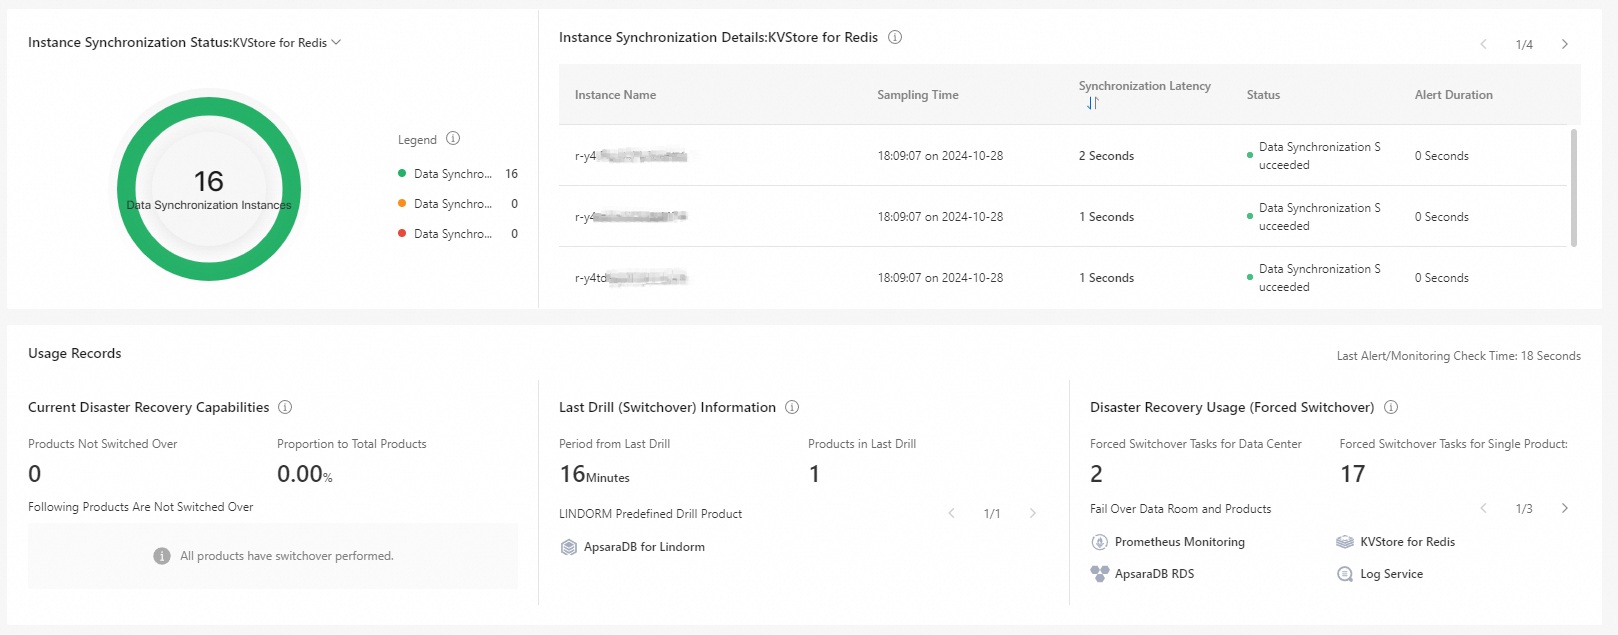 Instance Synchronization Status:KVStore for Redis
16
Data Synchronization Instances
Legend
Data Synchro... 16
Data Synchro... 0
Data Synchro... 0
Instance Synchronization Details:KVStore for Redis
1/4
Instance Name Sampling Time Synchronization Latency Status Alert Duration
r-y4 18:09:07 on 2024-10-28 2 Seconds Data Synchronization S
ucceeded 0 Seconds
r-y4 18:09:07 on 2024-10-28 1 Seconds Data Synchronization S
ucceeded 0 Seconds
r-y4td 18:09:07 on 2024-10-28 1 Seconds Data Synchronization S
ucceeded 0 Seconds
Usage Records
Last Alert/Monitoring Check Time: 18 Seconds
Current Disaster Recovery Capabilities
Products Not Switched Over Proportion to Total Products
0 0.00%
Following Products Are Not Switched Over
All products have switchover performed.
Last Drill (Switchover) Information
Period from Last Drill Products in Last Drill
16Minutes 1
LINDORM Predefined Drill Product 1/1
ApsaraDB for Lindorm
Disaster Recovery Usage (Forced Switchover)
Forced Switchover Tasks for Data Center Forced Switchover Tasks for Single Product:
2 17
Fail Over Data Room and Products 1/3
Prometheus Monitoring KVStore for Redis
ApsaraDB RDS Log Service